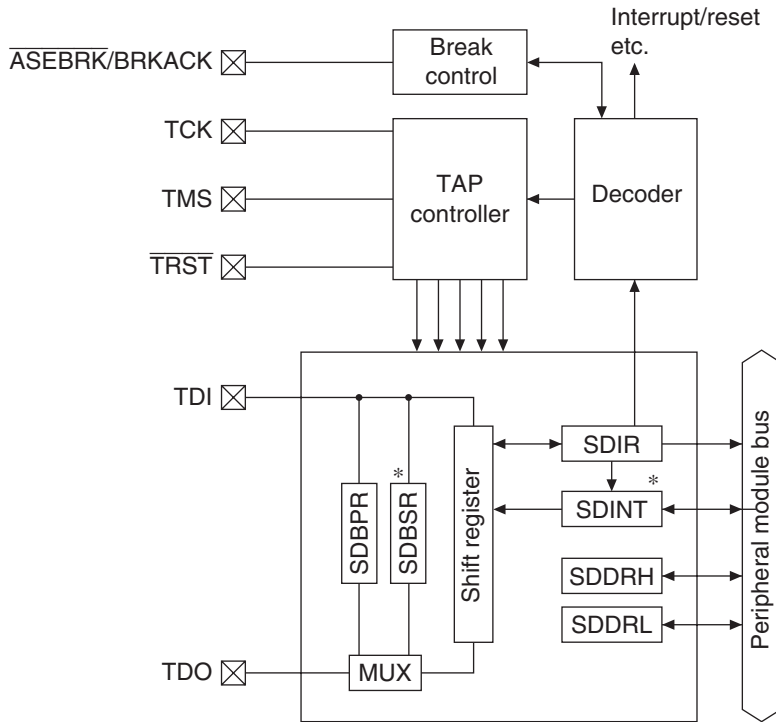 Interrupt/reset
etc.
ASEBRK/BRKACK
Break
control
TCK
TMS
TRST
TAP
controller
Decoder
TDI
SDBPR
*
SDBSR
Shift register
SDIR
*
SDINT
SDDRH
SDDRL
Peripheral module bus
TDO
MUX